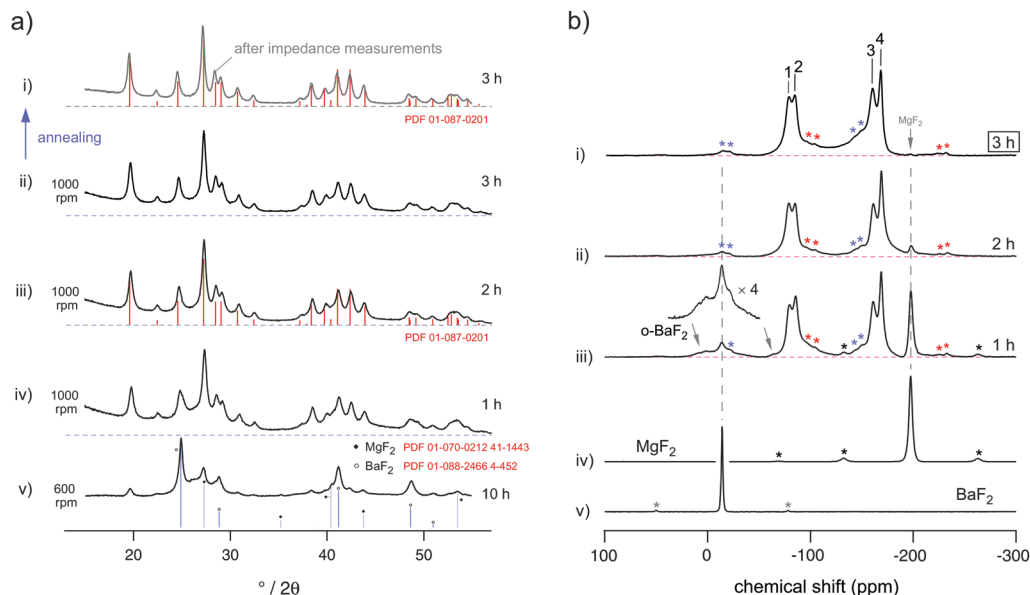 a)
after impedance measurements
i)
3 h
PDF 01-087-0201
annealing
ii)
1000
rpm
3 h
iii)
1000
rpm
2 h
PDF 01-087-0201
iv)
1000
rpm
1 h
MgF₂ PDF 01-070-0212 41-1443
BaF₂ PDF 01-088-2466 4-452
v)
600
rpm
10 h
20 30 40 50
° / 2θ
b)
1 2 3 4
MgF₂
** ** ** **
i)
3 h
** ** ** **
ii)
2 h
× 4
o-BaF₂
* ** * ** ** *
iii)
1 h
MgF₂
* * *
iv)
BaF₂
* *
v)
100 0 -100 -200 -300
chemical shift (ppm)